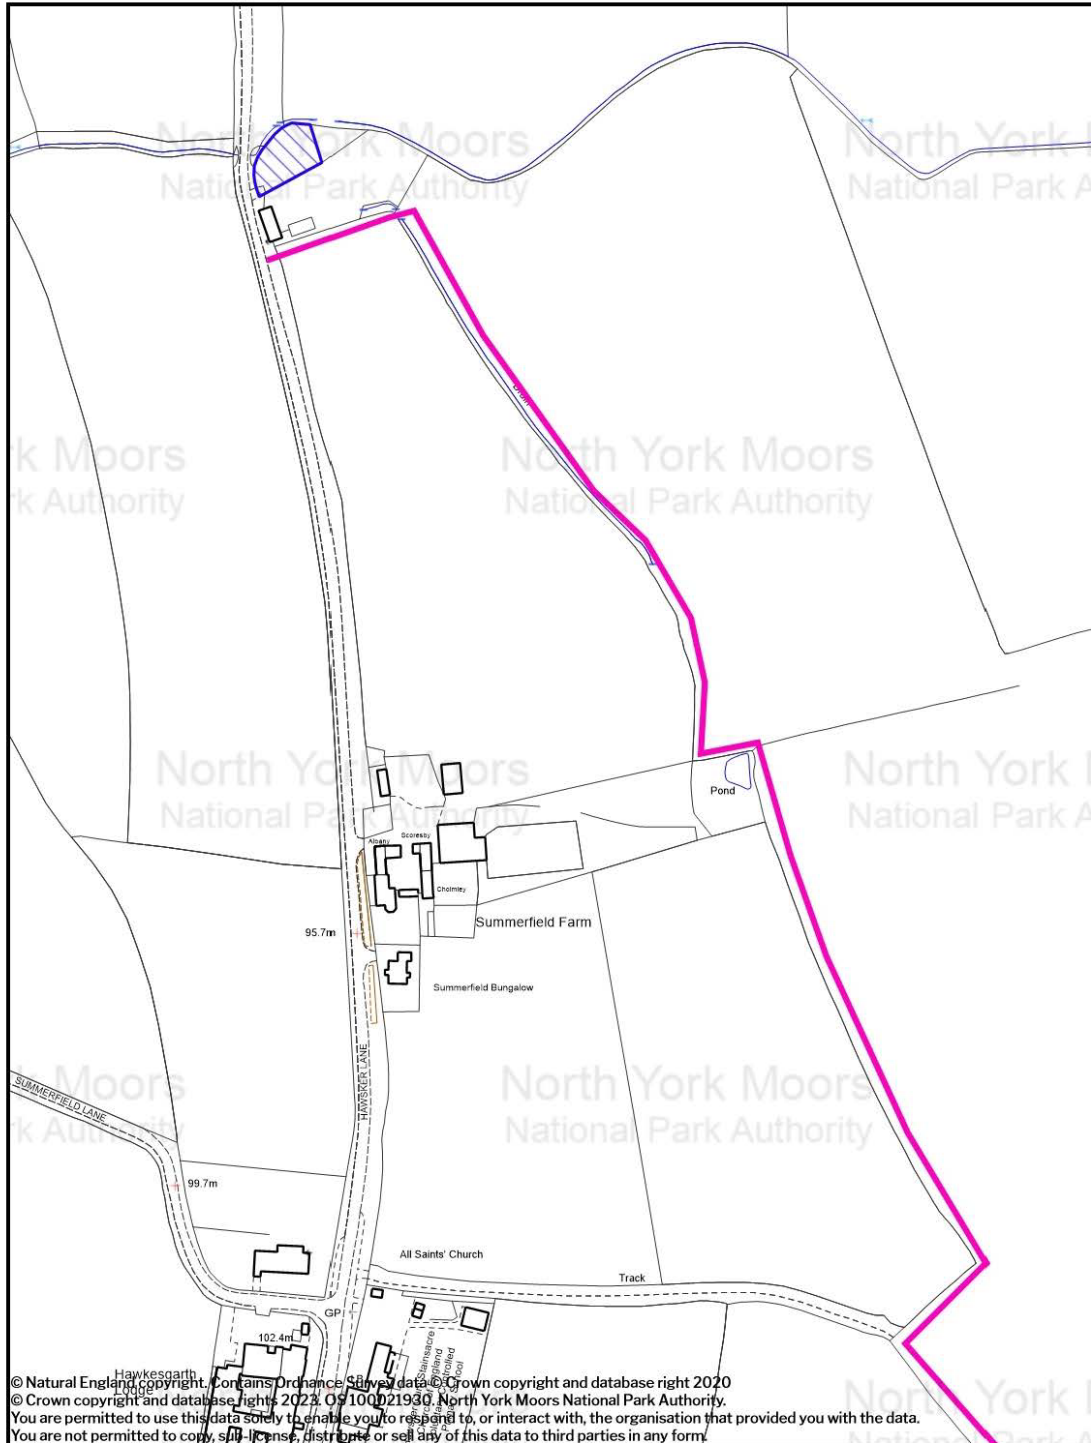 North York Moors
National Park Authority
North York
National Park A
Drain
k Moors
rk Authority
North York Moors
National Park Authority
North York Moors
National Park Authority
North York
National Park A
Pond
Albany
Scoresby
Cholmley
Summerfield Farm
95.7m
Summerfield Bungalow
HAWSKER LANE
k Moors
rk Authority
North York Moors
National Park Authority
SUMMERFIELD LANE
99.7m
All Saints' Church
Track
GP
102.4m
Hawkesgarth
Lodge
North York
© Natural England copyright. Contains Ordnance Survey data © Crown copyright and database right 2020
© Crown copyright and database rights 2023. OS 100021930. North York Moors National Park Authority.
You are permitted to use this data solely to enable you to respond to, or interact with, the organisation that provided you with the data.
You are not permitted to copy, sub-license, distribute or sell any of this data to third parties in any form.